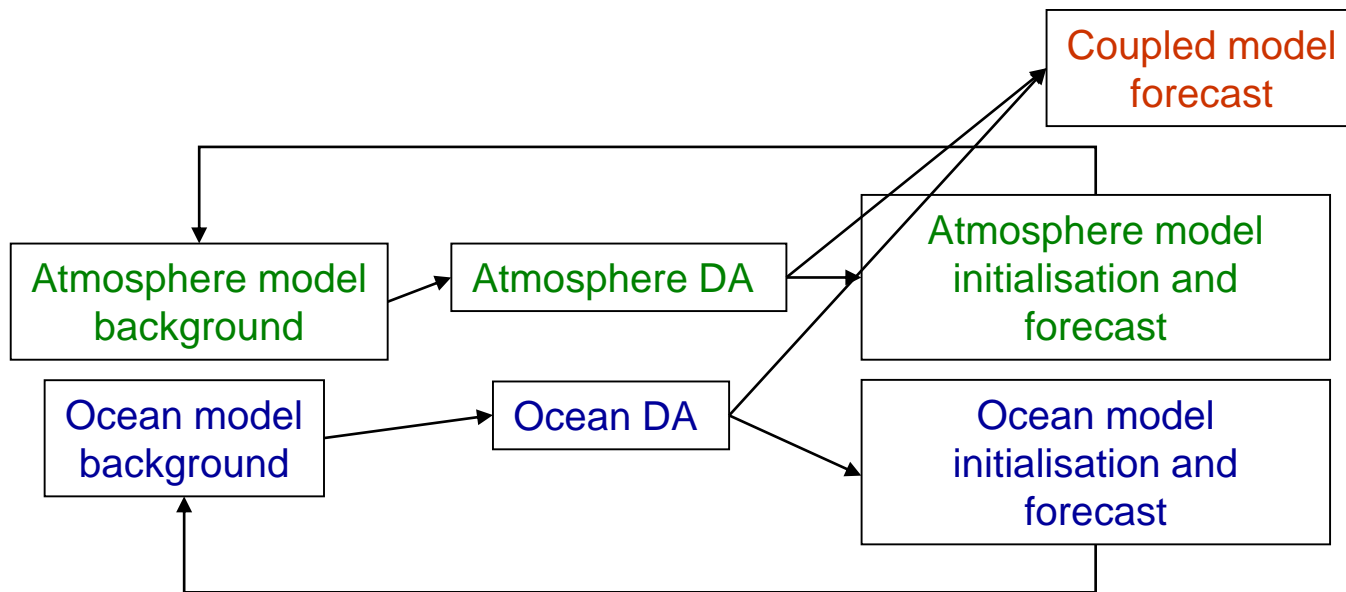 Coupled model
forecast
Atmosphere model
background
Atmosphere DA
Atmosphere model
initialisation and
forecast
Ocean model
background
Ocean DA
Ocean model
initialisation and
forecast